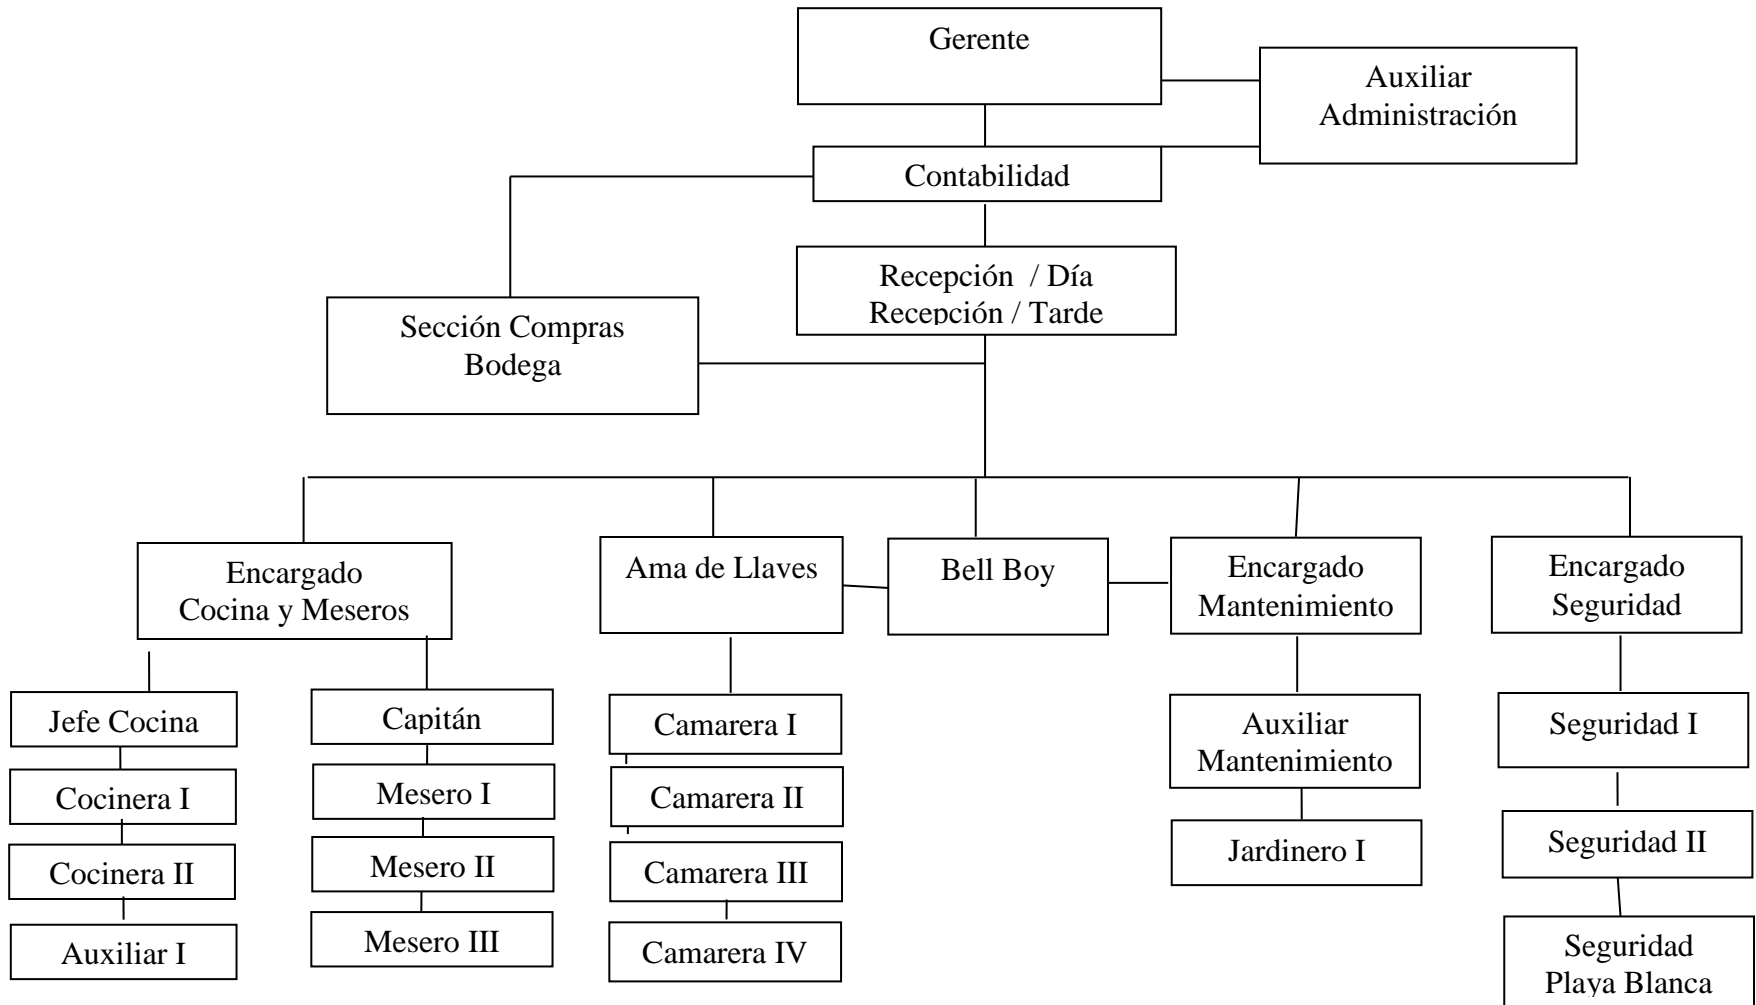 Gerente
Auxiliar
Administración
Contabilidad
Recepción / Día
Recepción / Tarde
Sección Compras
Bodega
Encargado
Cocina y Meseros
Ama de Llaves
Bell Boy
Encargado
Mantenimiento
Encargado
Seguridad
Jefe Cocina
Cocinera I
Cocinera II
Auxiliar I
Capitán
Mesero I
Mesero II
Mesero III
Camarera I
Camarera II
Camarera III
Camarera IV
Auxiliar
Mantenimiento
Jardinero I
Seguridad I
Seguridad II
Seguridad
Playa Blanca